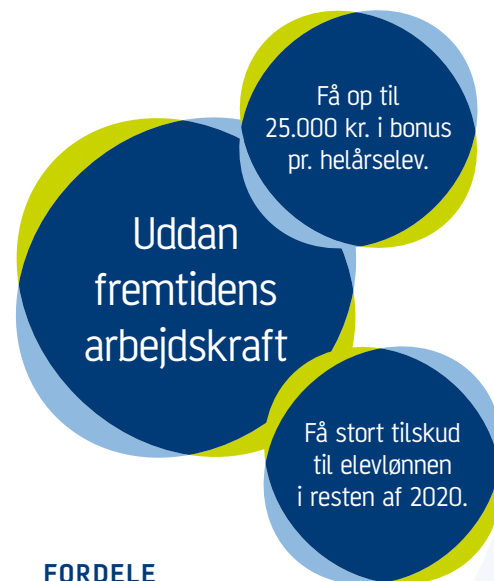 Få op til
25.000 kr. i bonus
pr. helårselev.
Uddan
fremtidens
arbejdskraft
Få stort tilskud
til elevlønnen
i resten af 2020.
FORDELE